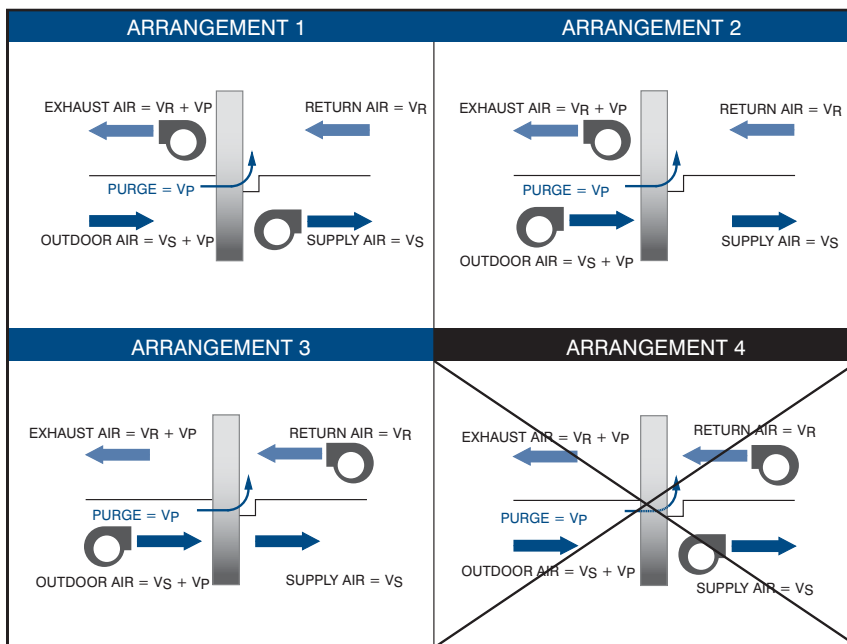 ARRANGEMENT 1
EXHAUST AIR = VR + VP
RETURN AIR = VR
PURGE = VP
OUTDOOR AIR = VS + VP
SUPPLY AIR = VS
ARRANGEMENT 2
EXHAUST AIR = VR + VP
RETURN AIR = VR
PURGE = VP
OUTDOOR AIR = VS + VP
SUPPLY AIR = VS
ARRANGEMENT 3
EXHAUST AIR = VR + VP
RETURN AIR = VR
PURGE = VP
OUTDOOR AIR = VS + VP
SUPPLY AIR = VS
ARRANGEMENT 4
EXHAUST AIR = VR + VP
RETURN AIR = VR
PURGE = VP
OUTDOOR AIR = VS + VP
SUPPLY AIR = VS